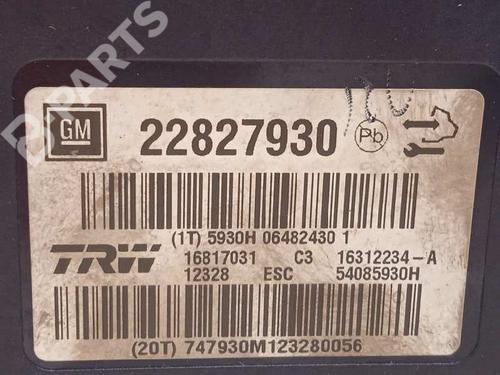 B PARTS
GM
22827930
Pb
(1T) 5930H 06482430 1
TRW
16817031 C3 16312234-A
12328 ESC 54085930H
(20T) 747930M123280056